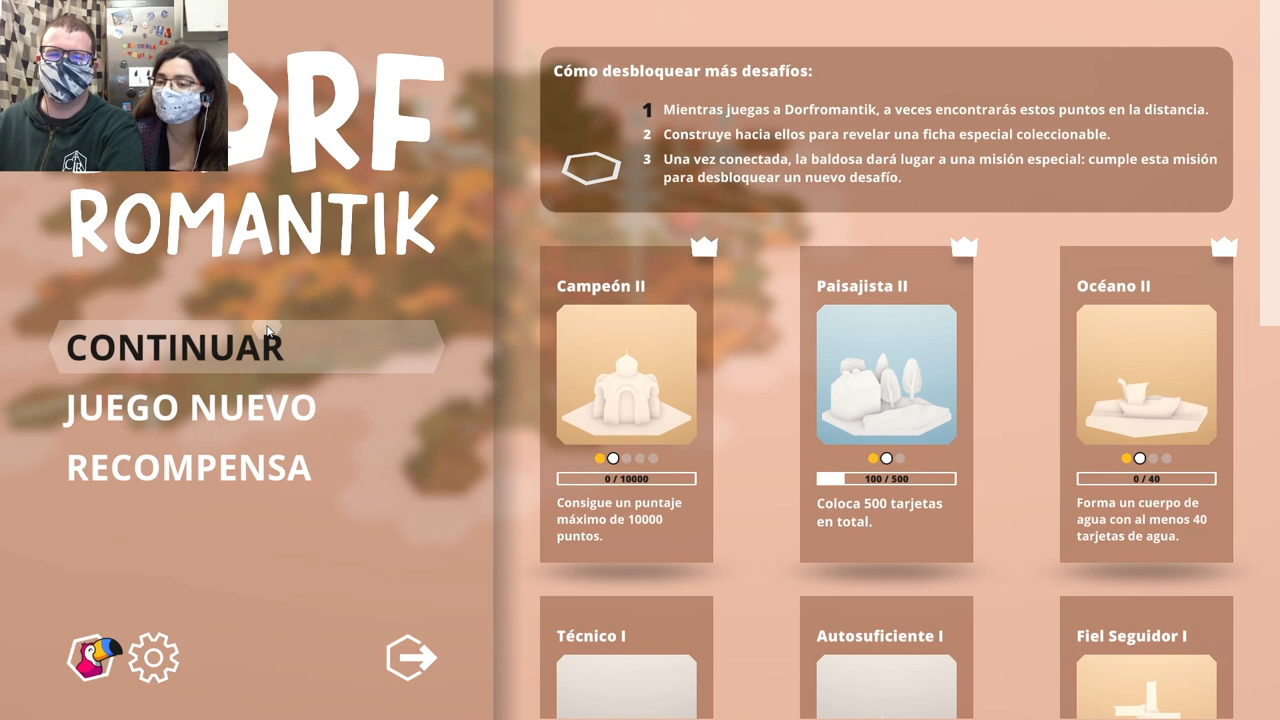 ORF
ROMANTIK
CONTINUAR
JUEGO NUEVO
RECOMPENSA
Cómo desbloquear más desafíos:
1 Mientras juegas a Dorfromantik, a veces encontrarás estos puntos en la distancia.
2 Construye hacia ellos para revelar una ficha especial coleccionable.
3 Una vez conectada, la baldosa dará lugar a una misión especial: cumple esta misión
para desbloquear un nuevo desafío.
Campeón II
0 / 10000
Consigue un puntaje
máximo de 10000
puntos.
Paisajista II
100 / 500
Coloca 500 tarjetas
en total.
Océano II
0 / 40
Forma un cuerpo de
agua con al menos 40
tarjetas de agua.
Técnico I
Autosuficiente I
Fiel Seguidor I